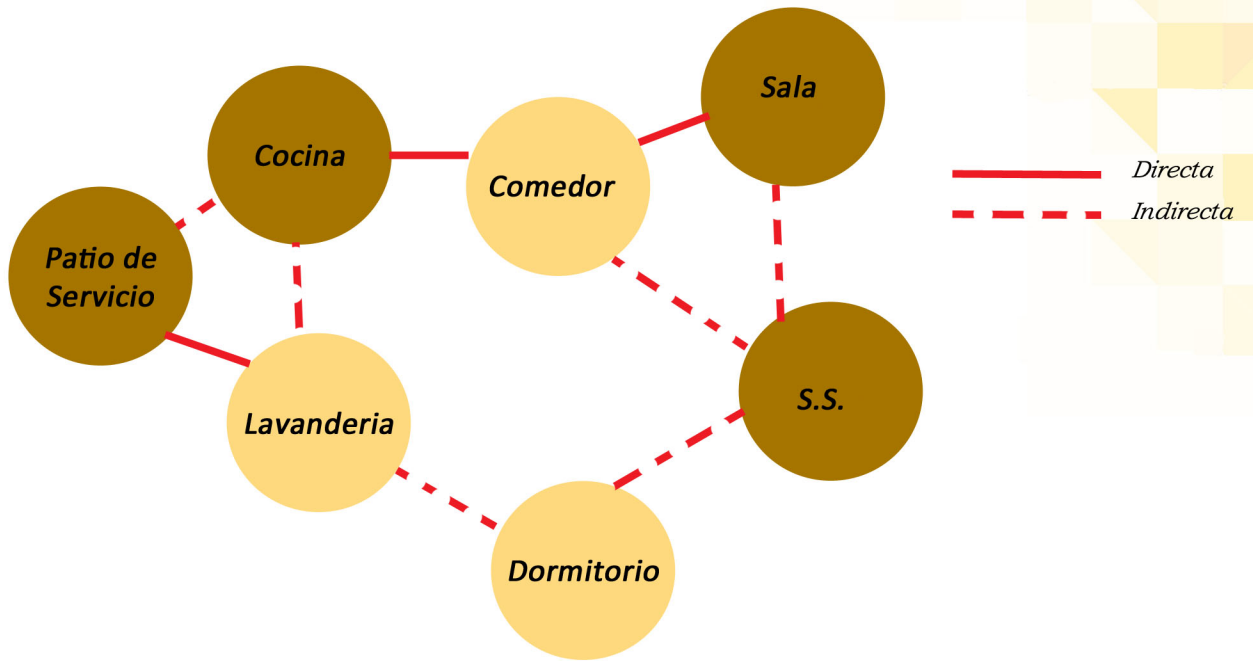 Sala
Cocina
Comedor
Directa
Indirecta
Patio de
Servicio
S.S.
Lavanderia
Dormitorio